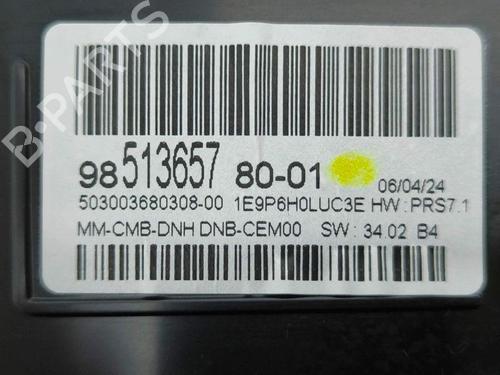 B-PARTS
98 513657 80-01
06/04/24
503003680308-00 1E9P6H0LUC3E HW : PRS7.1
MM-CMB-DNH DNB-CEM00 SW : 34 02 B4